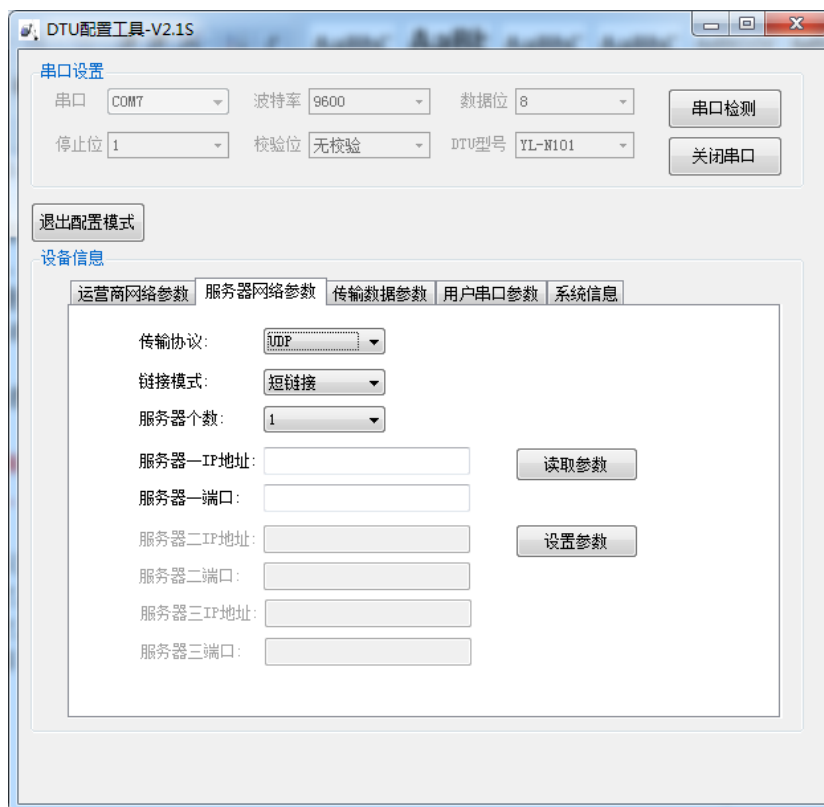 DTU配置工具-V2.1S
串口设置
串口 COM7 波特率 9600 数据位 8 串口检测
停止位 1 校验位 无校验 DTU型号 YL-N101 关闭串口
退出配置模式
设备信息
运营商网络参数 服务器网络参数 传输数据参数 用户串口参数 系统信息
传输协议: UDP
链接模式: 短链接
服务器个数: 1
服务器一IP地址: 读取参数
服务器一端口:
服务器二IP地址: 设置参数
服务器二端口:
服务器三IP地址:
服务器三端口: